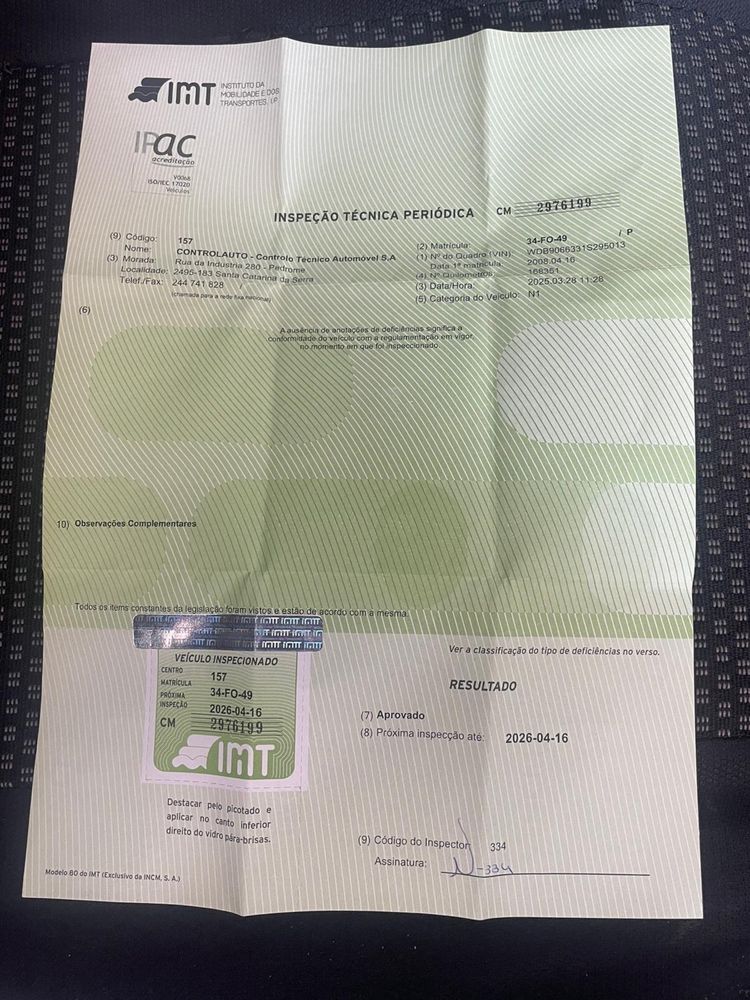 IMT INSTITUTO DA
MOBILIDADE E DOS
TRANSPORTES, I.P.
IPac
acreditação
V0068
ISO/IEC 17020
Veículos
INSPEÇÃO TÉCNICA PERIÓDICA CM 2976199
(9) Código: 157
Nome: CONTROLAUTO - Controlo Técnico Automóvel S.A
(3) Morada: Rua da Industria 280 - Pedrome
Localidade: 2495-183 Santa Catarina da Serra
Telef./Fax: 244 741 628
(chamada para a rede fixa nacional)
(2) Matrícula: 34-FO-49 / P
(1) Nº do Quadro (VIN): WDB9066331S295013
Data 1ª matrícula: 2008.04.16
(4) Nº Quilometros: 168361
(3) Data/Hora: 2025.03.28 11:28
(5) Categoria do Veículo: N1
(6)
A ausência de anotações de deficiências significa a
conformidade do veículo com a regulamentação em vigor,
no momento em que foi inspeccionado.
10) Observações Complementares
Todos os items constantes da legislação foram vistos e estão de acordo com a mesma.
Ver a classificação do tipo de deficiências no verso.
VEÍCULO INSPECIONADO
CENTRO 157
MATRÍCULA 34-FO-49
PRÓXIMA
INSPEÇÃO 2026-04-16
CM 2976199
IMT
Destacar pelo picotado e
aplicar no canto inferior
direito do vidro pára-brisas.
RESULTADO
(7) Aprovado
(8) Próxima inspecção até: 2026-04-16
(9) Código do Inspector: 334
Assinatura: N-334
Modelo 80 do IMT (Exclusivo da INCM, S. A.)